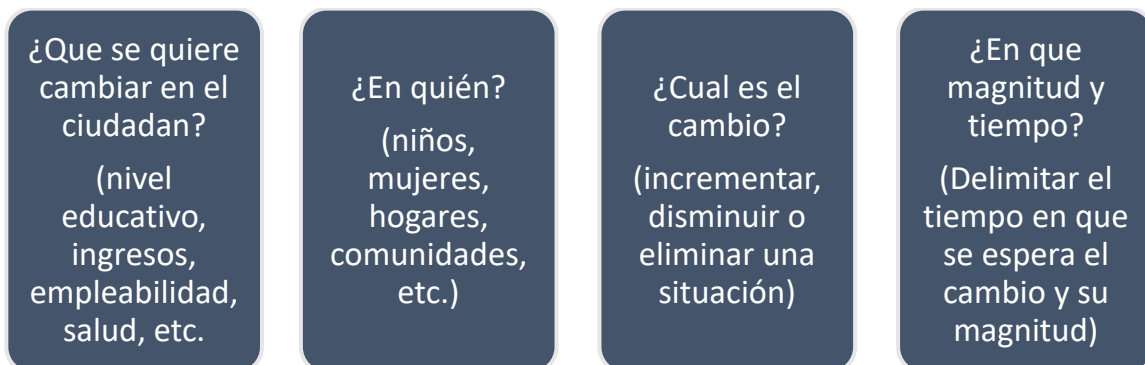 ¿Que se quiere
cambiar en el
ciudadan?
(nivel
educativo,
ingresos,
empleabilidad,
salud, etc.
¿En quién?
(niños,
mujeres,
hogares,
comunidades,
etc.)
¿Cual es el
cambio?
(incrementar,
disminuir o
eliminar una
situación)
¿En que
magnitud y
tiempo?
(Delimitar el
tiempo en que
se espera el
cambio y su
magnitud)